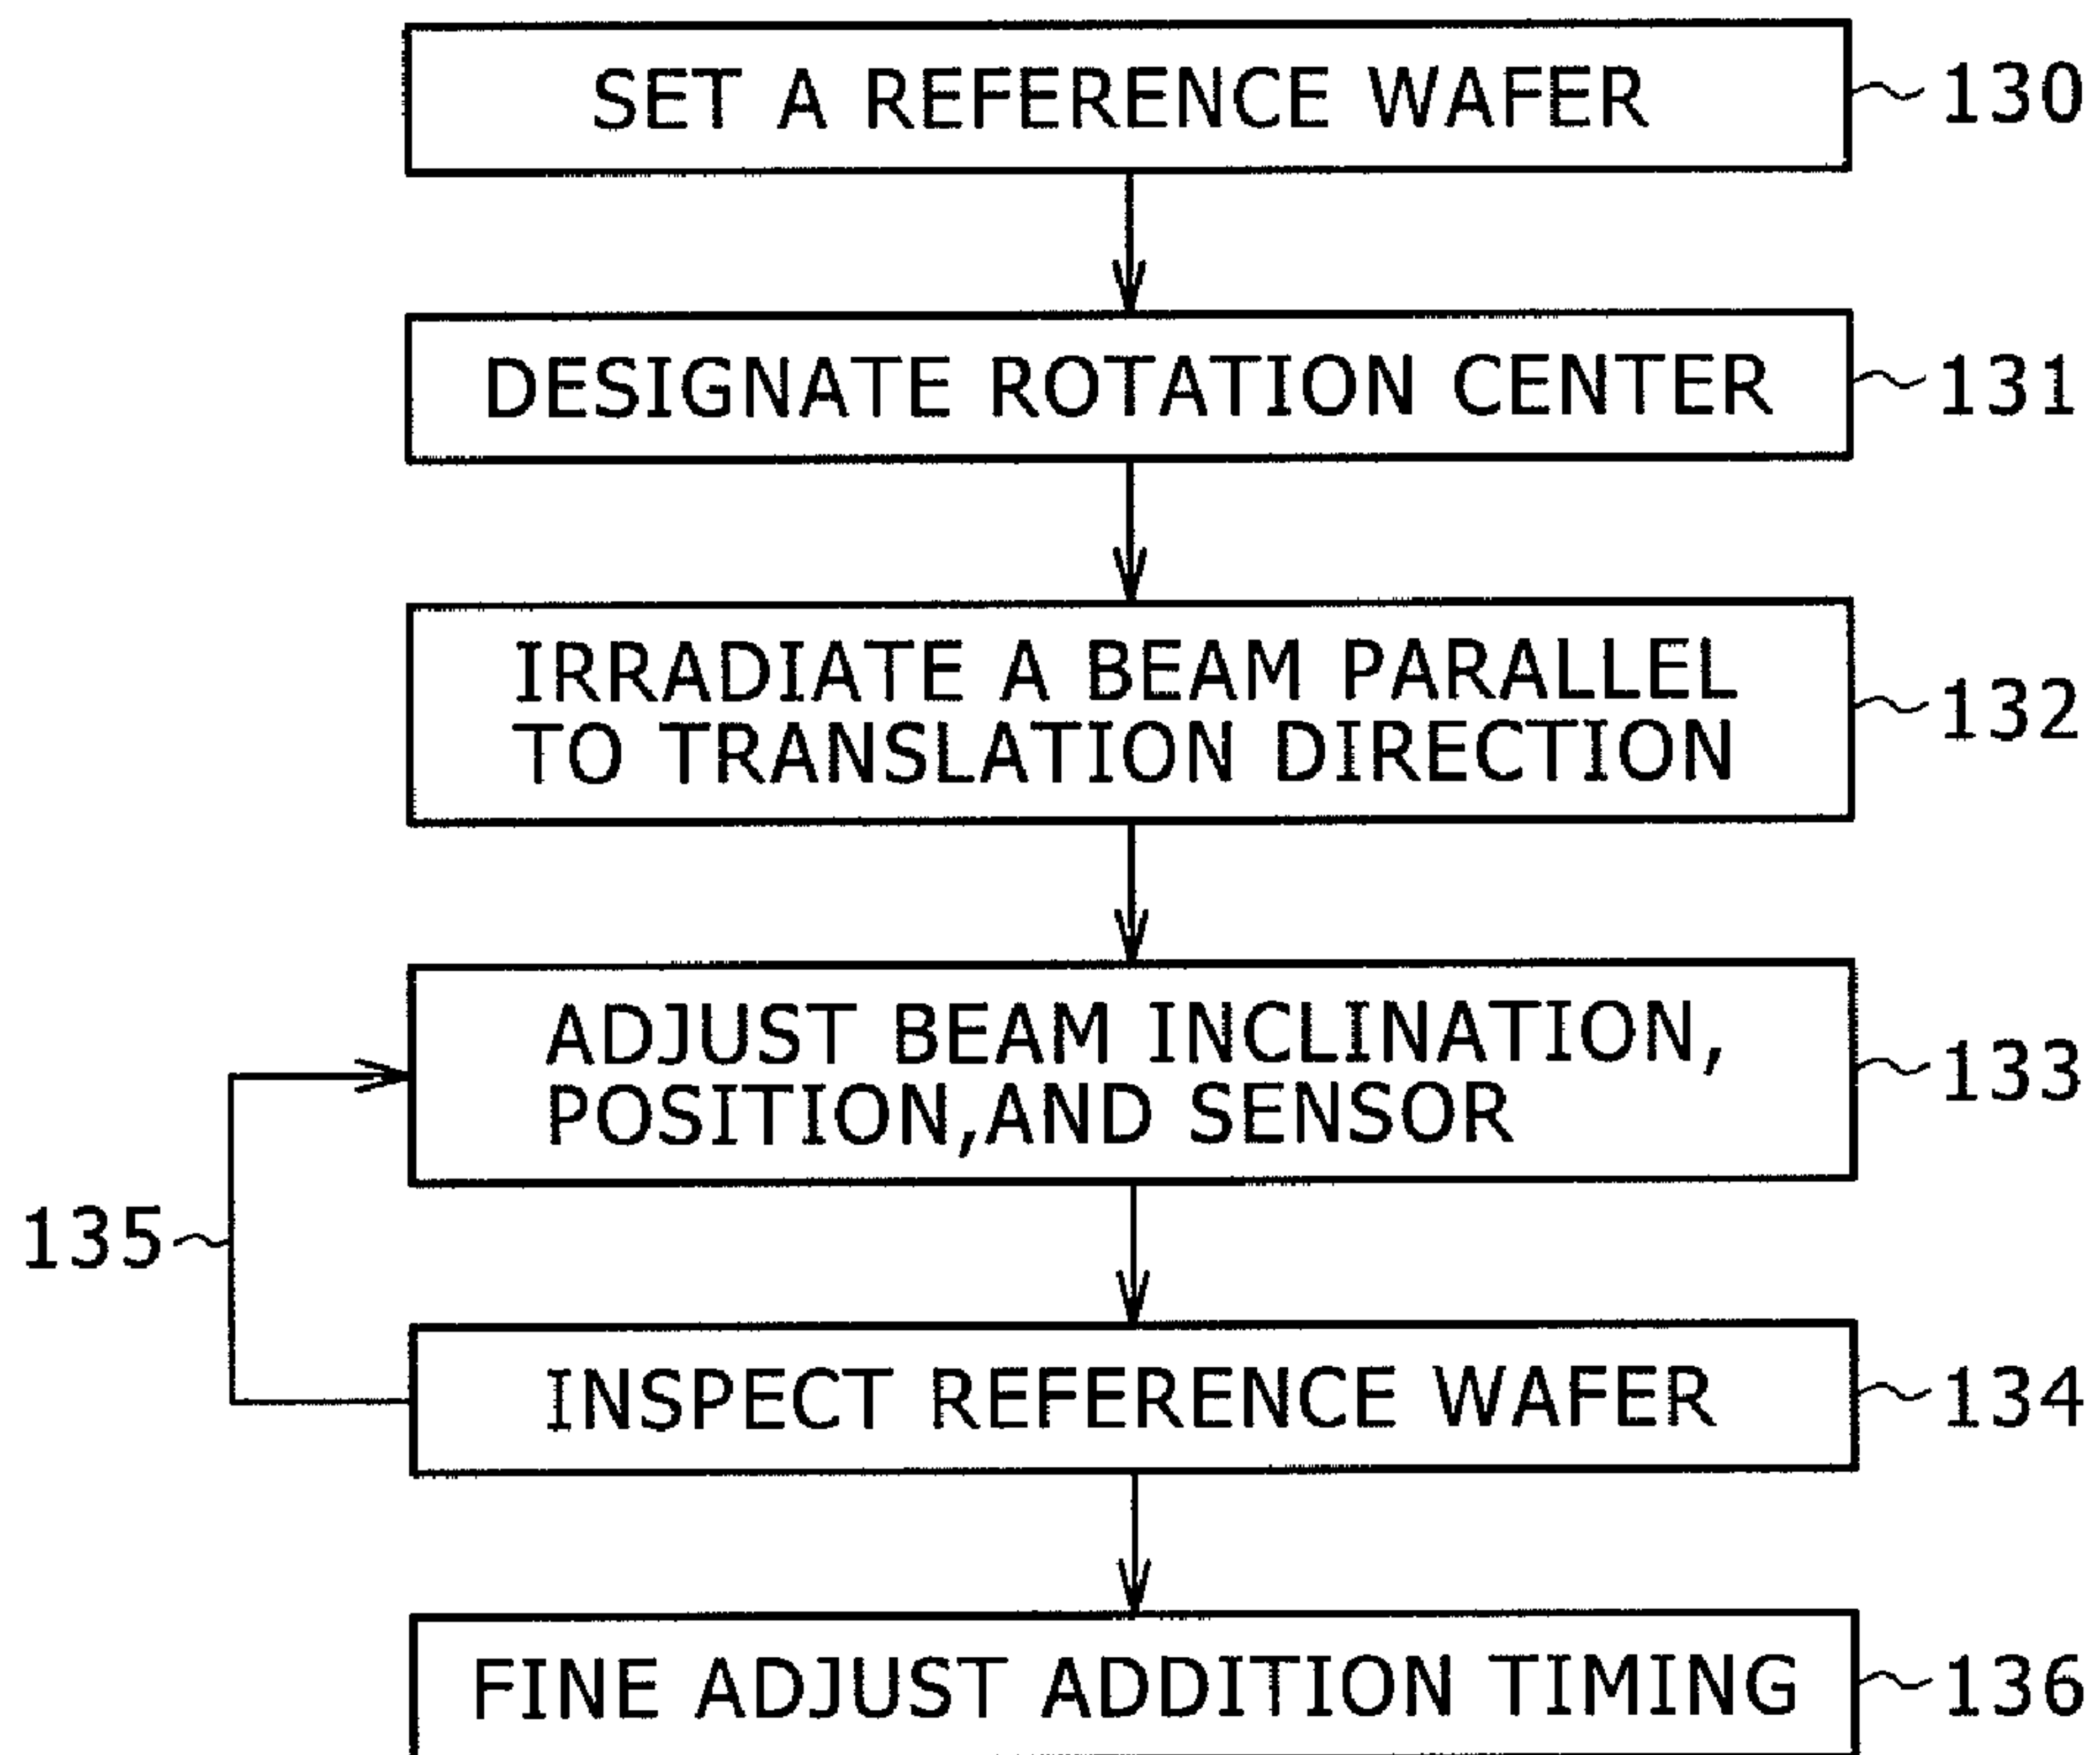 SET A REFERENCE WAFER
130
DESIGNATE ROTATION CENTER
131
IRRADIATE A BEAM PARALLEL
TO TRANSLATION DIRECTION
132
ADJUST BEAM INCLINATION,
POSITION,AND SENSOR
133
135
INSPECT REFERENCE WAFER
134
FINE ADJUST ADDITION TIMING
136